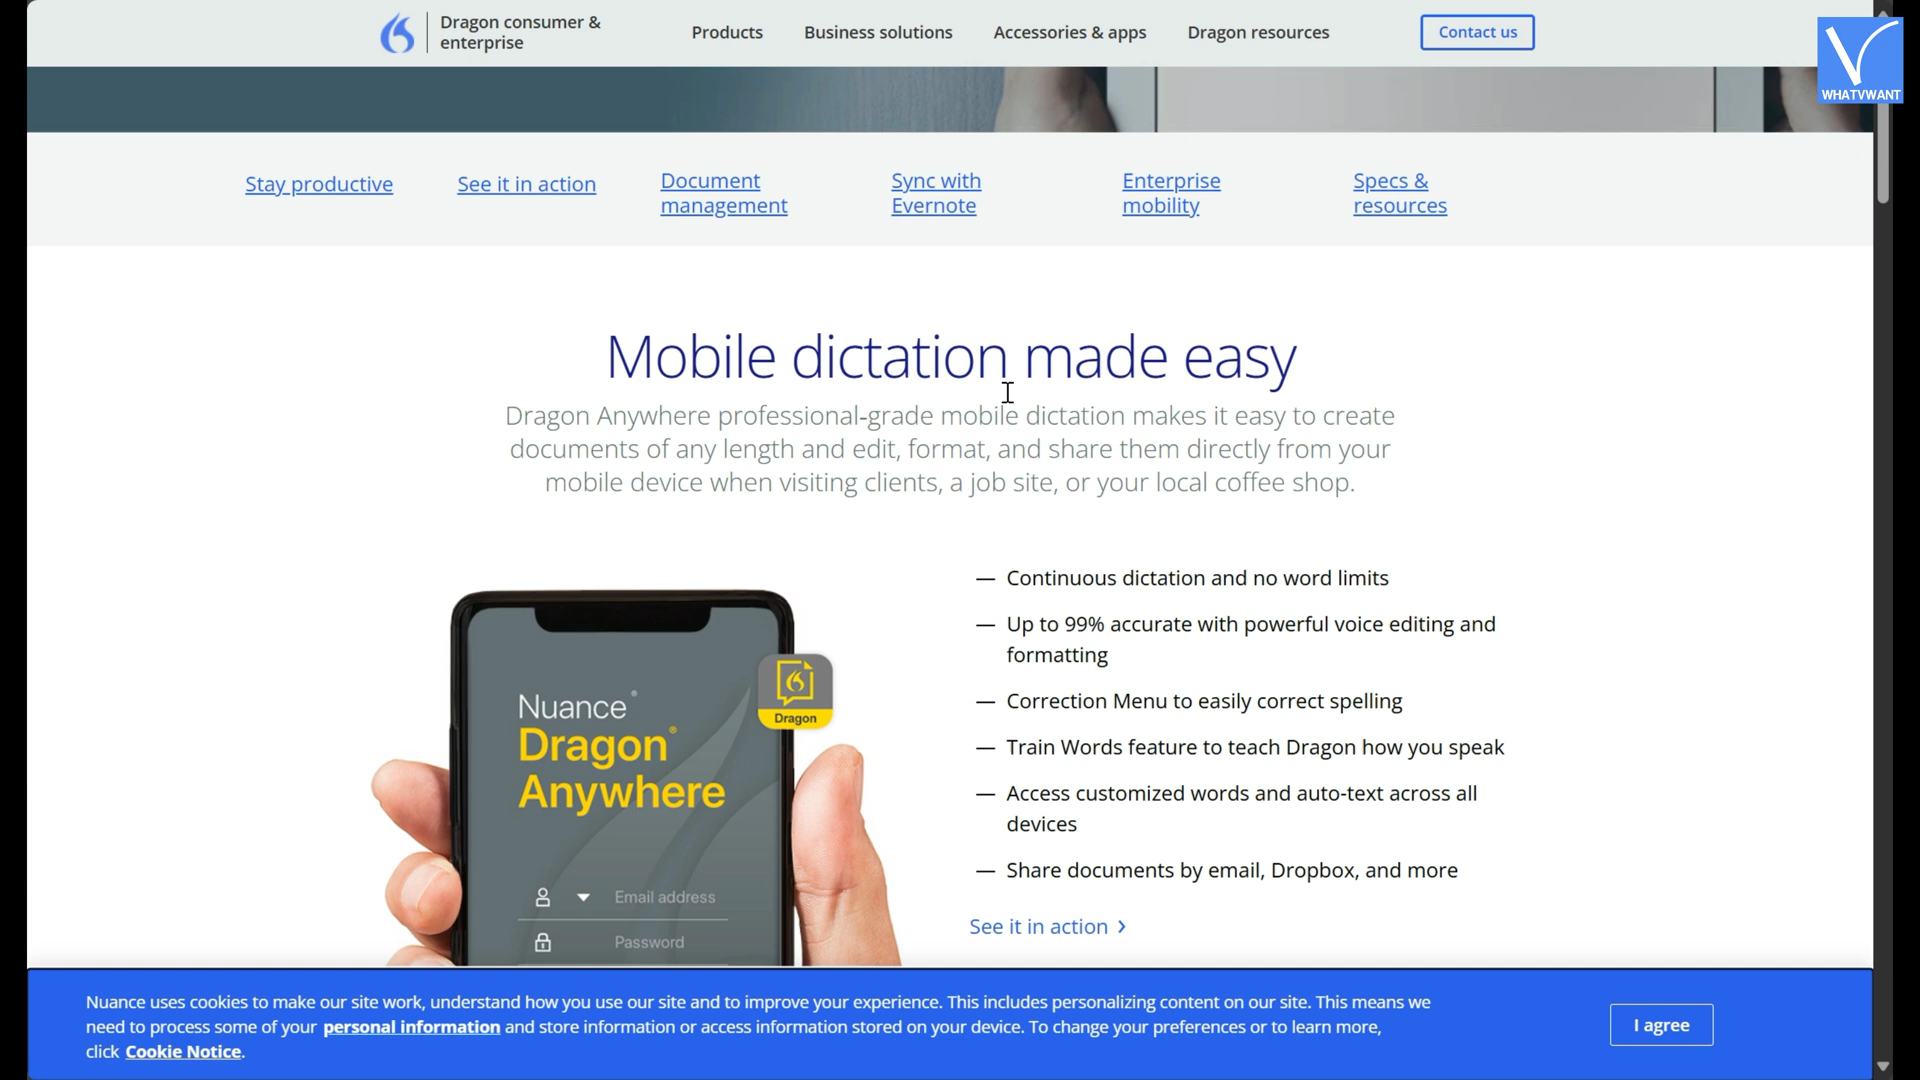 Dragon consumer &
enterprise
Products
Business solutions
Accessories & apps
Dragon resources
Contact us
WHATVWANT
Stay productive
See it in action
Document
management
Sync with
Evernote
Enterprise
mobility
Specs &
resources
Mobile dictation made easy
Dragon Anywhere professional-grade mobile dictation makes it easy to create
documents of any length and edit, format, and share them directly from your
mobile device when visiting clients, a job site, or your local coffee shop.
Nuance®
Dragon®
Anywhere
Dragon
Email address
Password
— Continuous dictation and no word limits
— Up to 99% accurate with powerful voice editing and
formatting
— Correction Menu to easily correct spelling
— Train Words feature to teach Dragon how you speak
— Access customized words and auto-text across all
devices
— Share documents by email, Dropbox, and more
See it in action ›
Nuance uses cookies to make our site work, understand how you use our site and to improve your experience. This includes personalizing content on our site. This means we
need to process some of your personal information and store information or access information stored on your device. To change your preferences or to learn more,
click Cookie Notice.
I agree